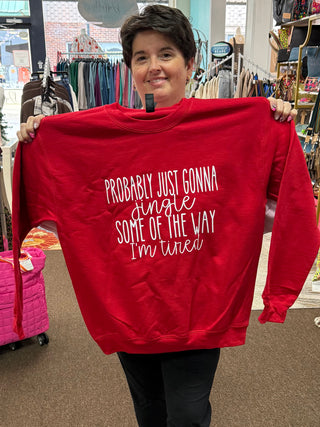 PROBABLY JUST GONNA
jingle
SOME OF THE WAY
I'm tired